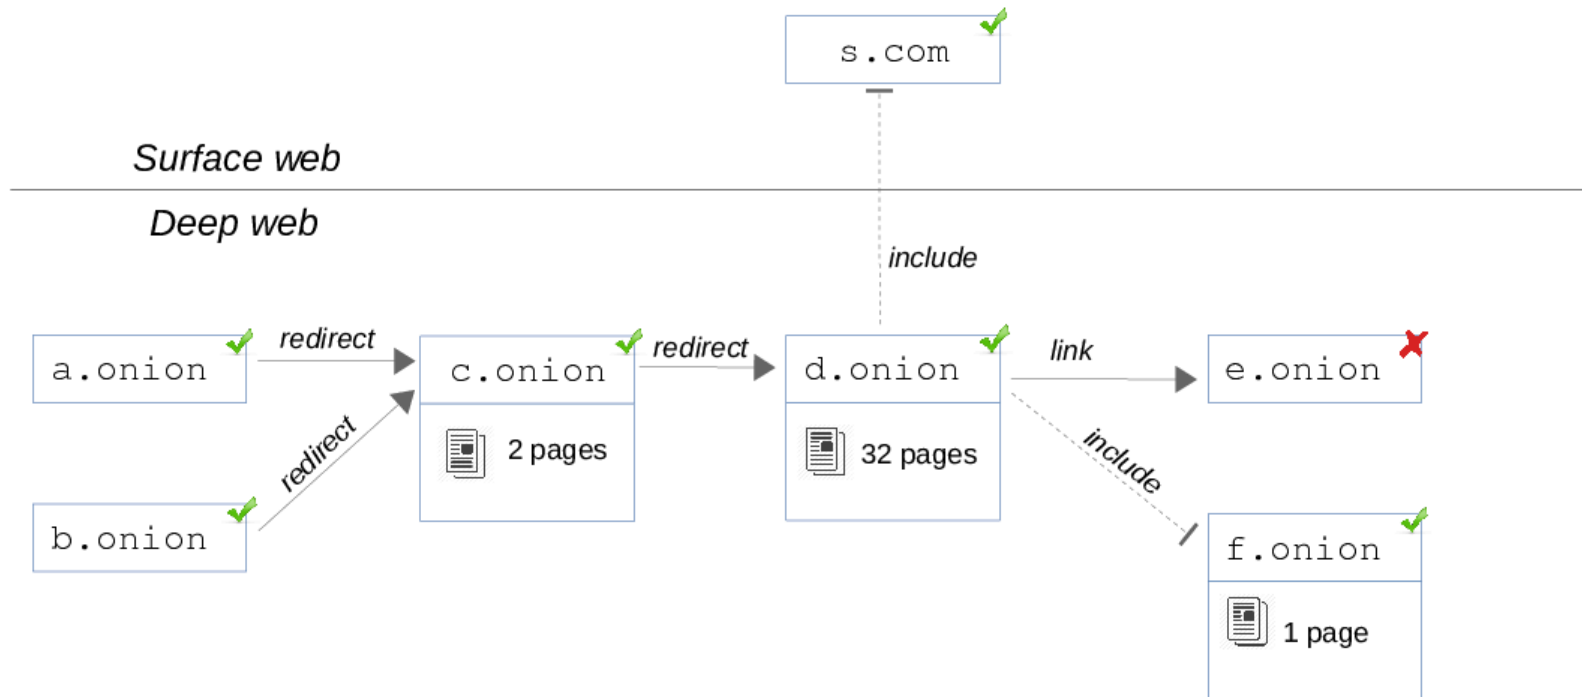 s.com
Surface web
Deep web
include
redirect
redirect
link
a.onion
c.onion
d.onion
e.onion
redirect
include
2 pages
32 pages
b.onion
f.onion
1 page